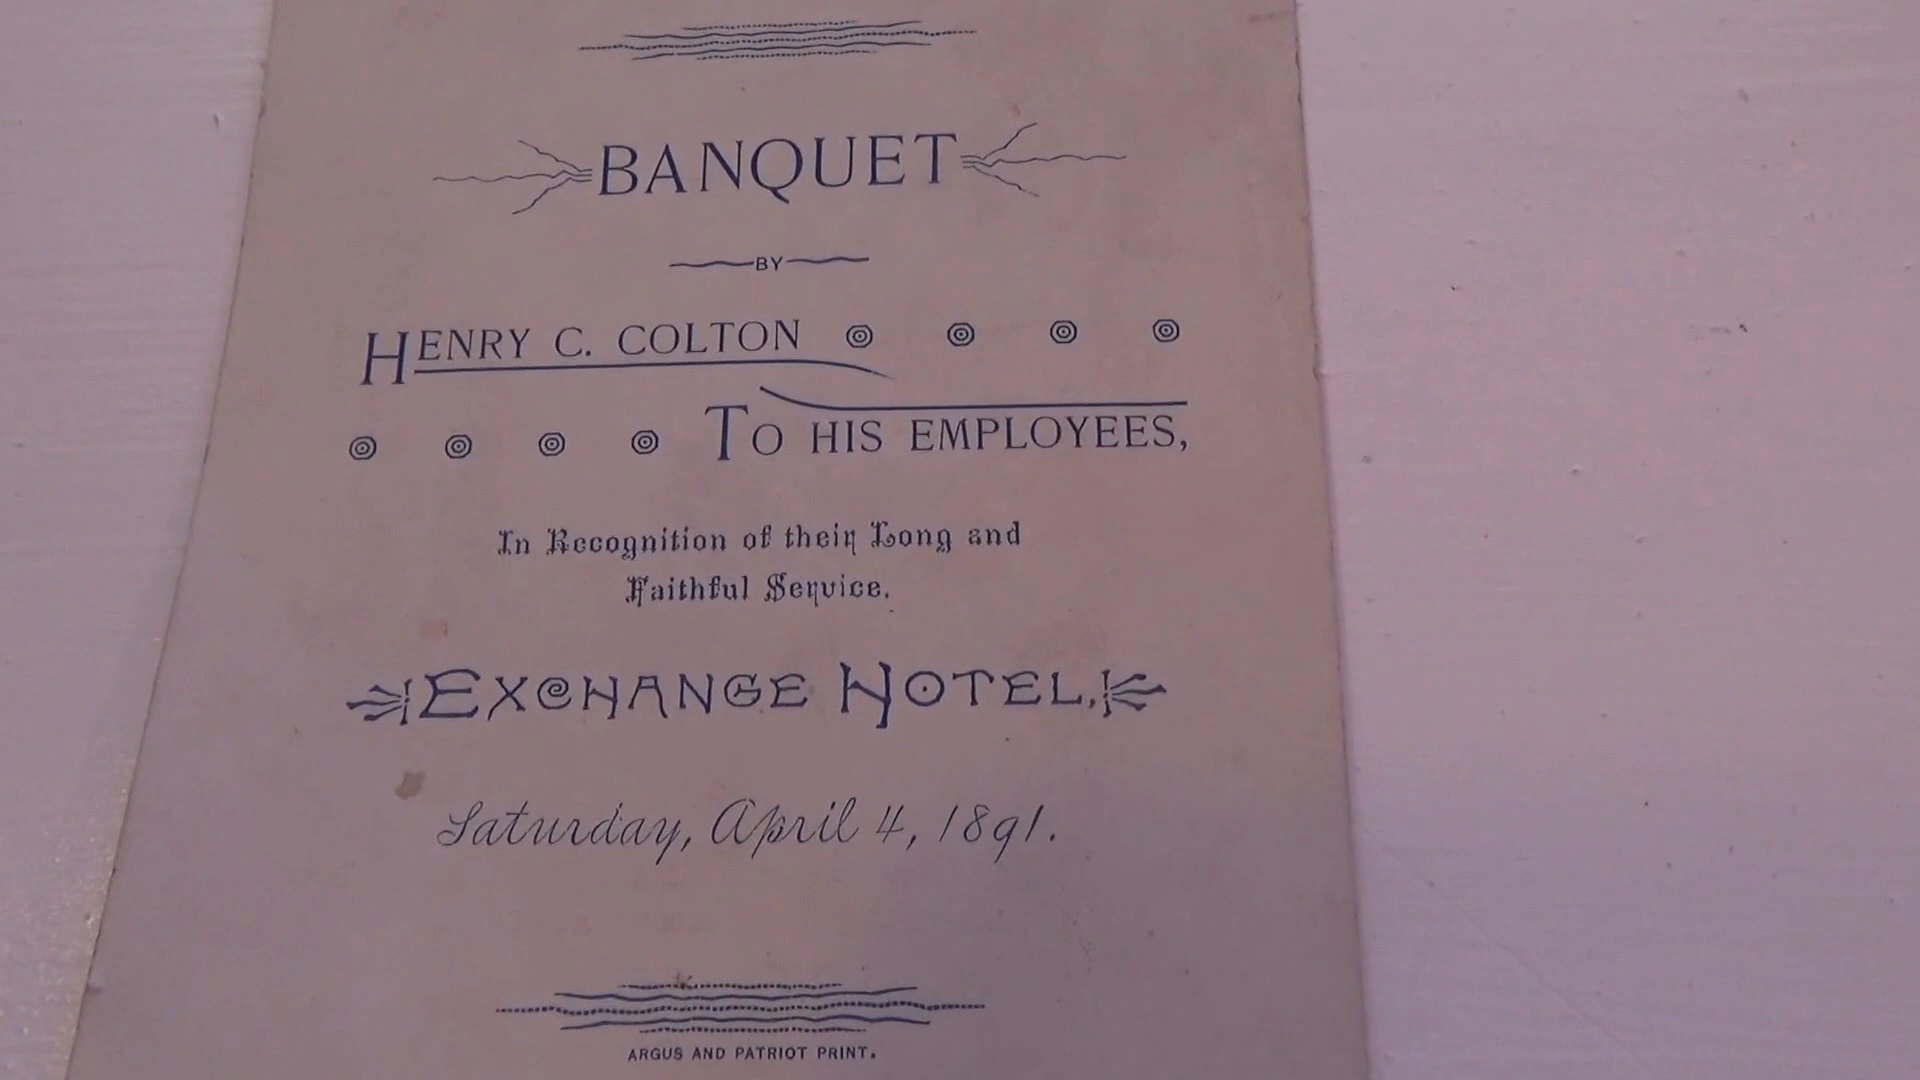 BANQUET
BY
HENRY C. COLTON
TO HIS EMPLOYEES,
In Recognition of their Long and
Faithful Service.
EXCHANGE HOTEL,
Saturday, April 4, 1891.
ARGUS AND PATRIOT PRINT.